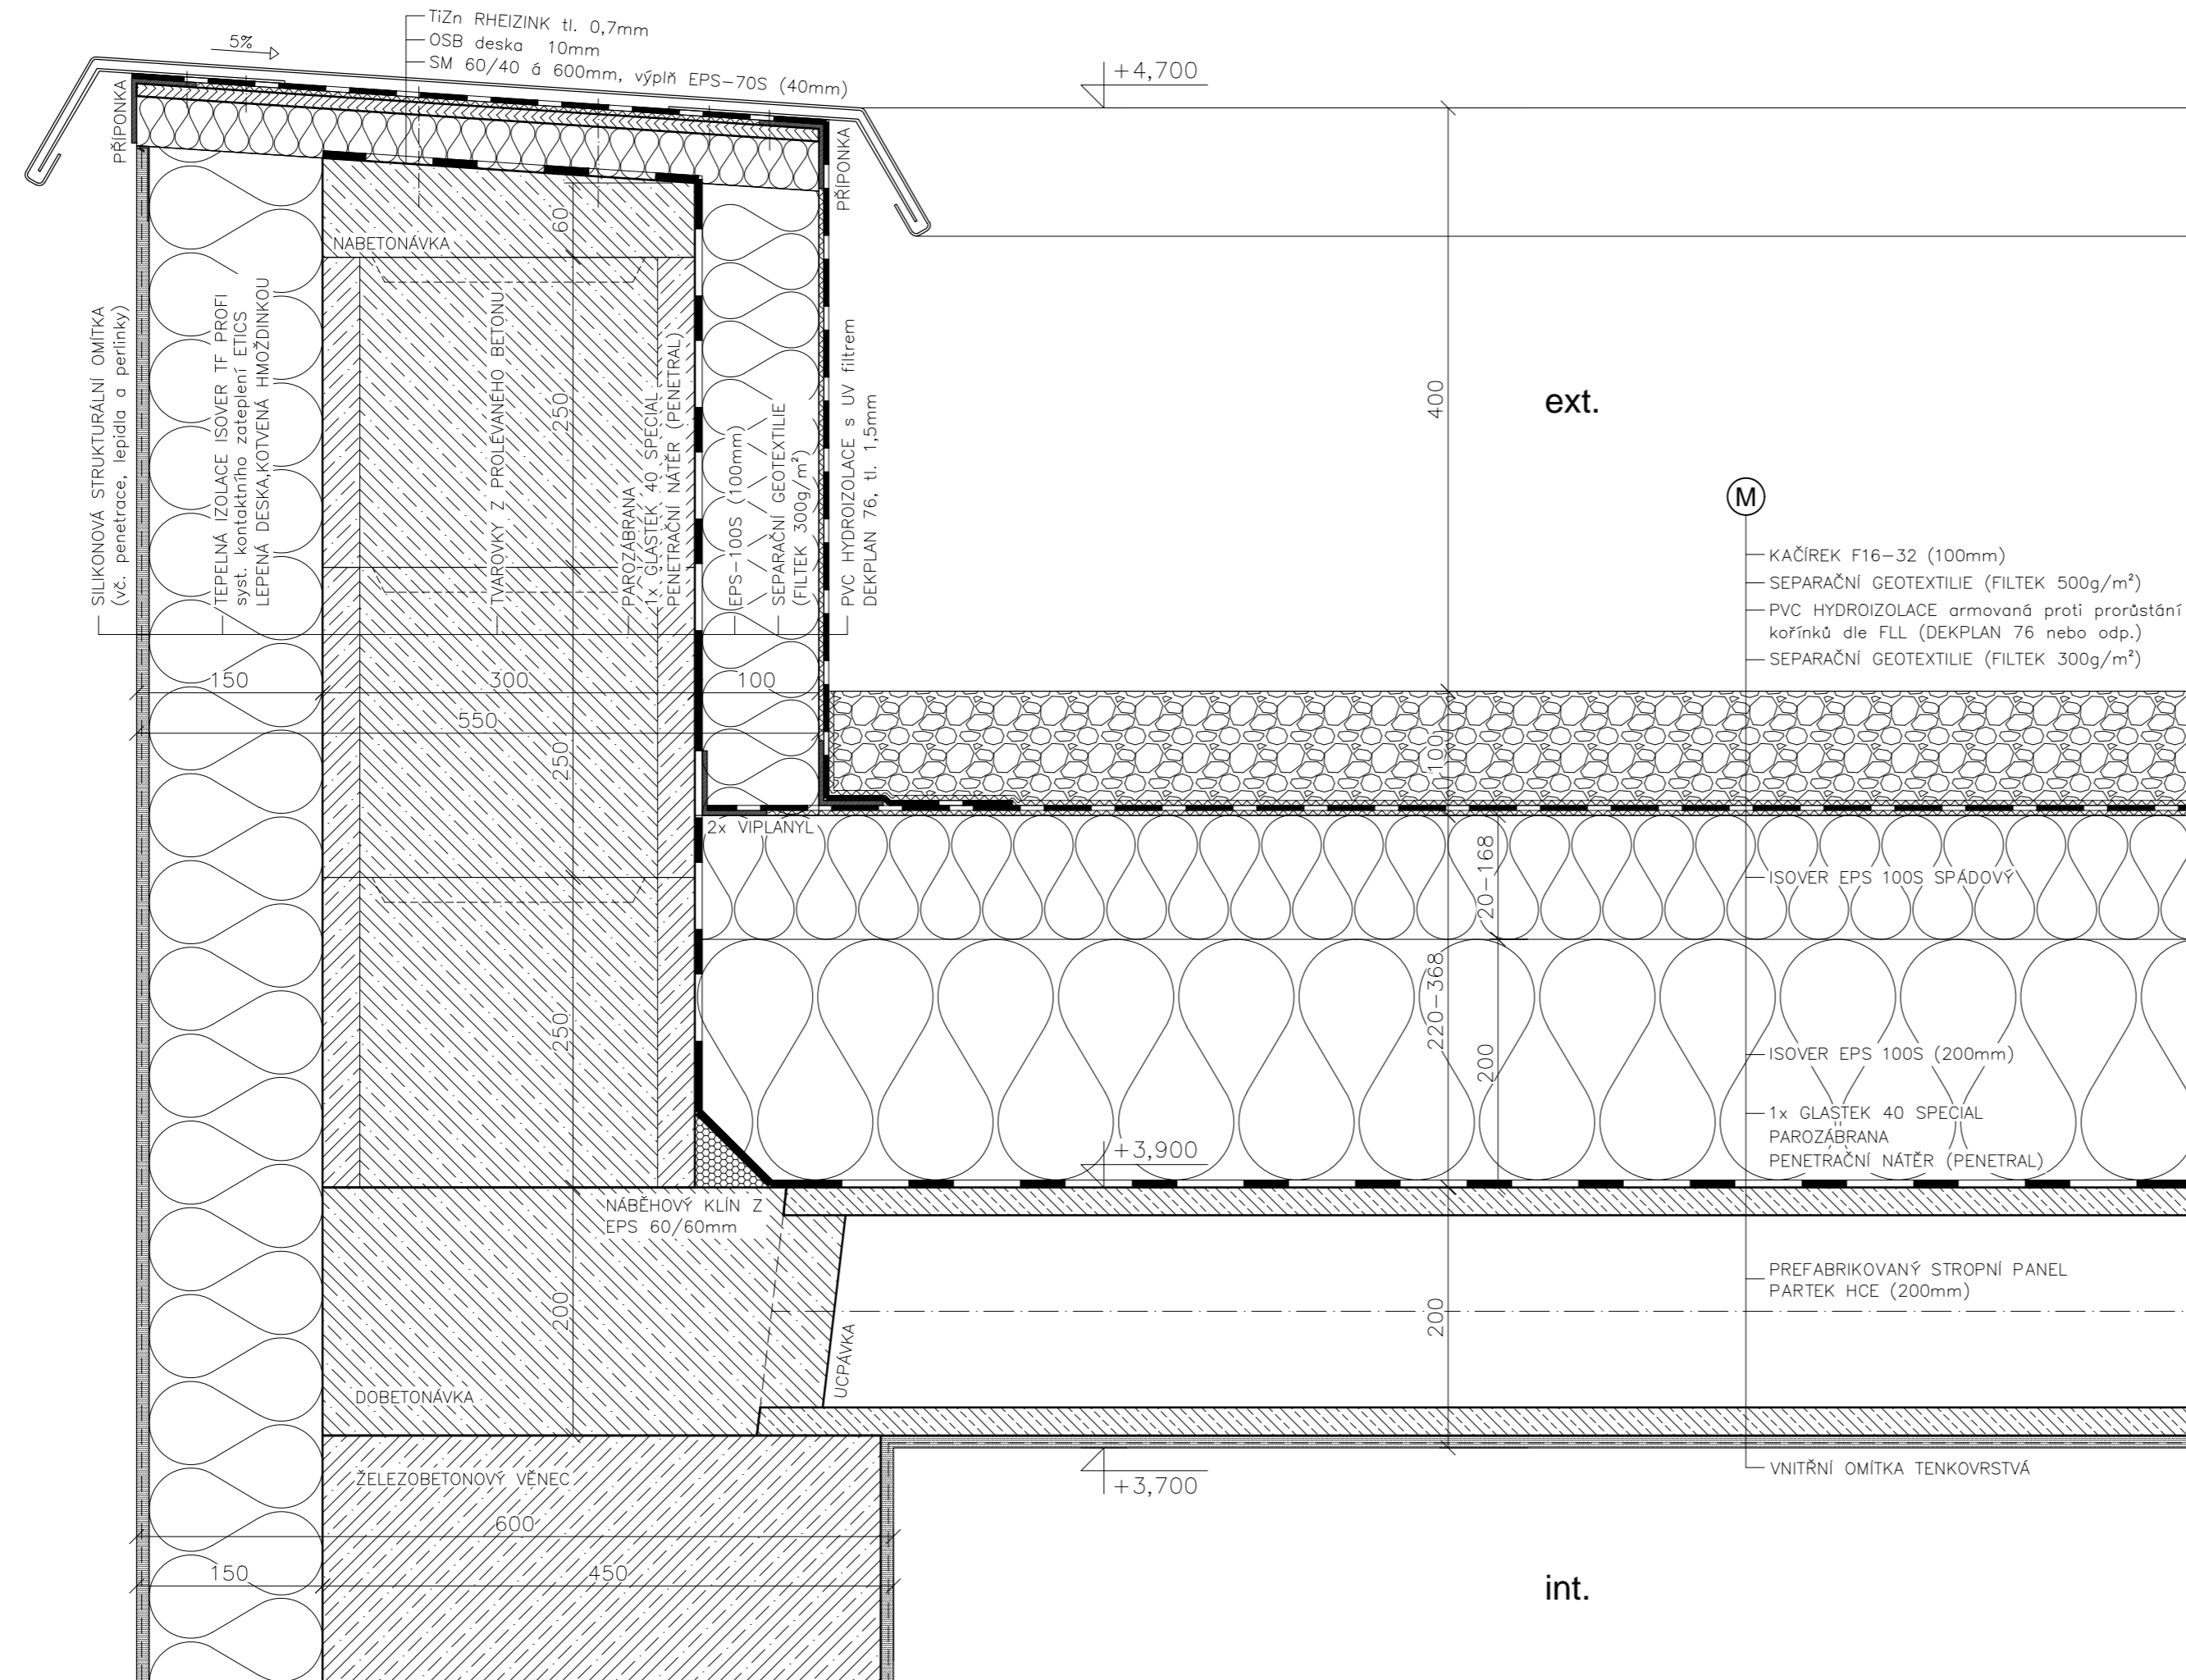 TiZn RHEIZINK tl. 0,7mm
OSB deska 10mm
SM 60/40 á 600mm, výplň EPS-70S (40mm)
5%
PŘÍPONKA
PŘÍPONKA
+4,700
NABETONÁVKA
60
250
250
250
200
SILIKONOVÁ STRUKTURÁLNÍ OMÍTKA
(vč. penetrace, lepidla a perlinky)
TEPELNÁ IZOLACE ISOVER TF PROFI
syst. kontaktního zateplení ETICS
LEPENÁ DESKA,KOTVENÁ HMOŽDINKOU
TVAROVKY Z PROLÉVANÉHO BETONU
PAROZÁBRANA
1x GLASTEK 40 SPECIAL
PENETRAČNÍ NÁTĚR (PENETRAL)
EPS-100S (100mm)
SEPARAČNÍ GEOTEXTILIE
(FILTEK 300g/m²)
PVC HYDROIZOLACE s UV filtrem
DEKPLAN 76, tl. 1,5mm
150
300
100
550
400
ext.
M
KAČÍREK F16-32 (100mm)
SEPARAČNÍ GEOTEXTILIE (FILTEK 500g/m²)
PVC HYDROIZOLACE armovaná proti prorůstání
kořínků dle FLL (DEKPLAN 76 nebo odp.)
SEPARAČNÍ GEOTEXTILIE (FILTEK 300g/m²)
100
2x VIPLANYL
20-168
ISOVER EPS 100S SPÁDOVÝ
220-368
200
ISOVER EPS 100S (200mm)
1x GLASTEK 40 SPECIAL
PAROZÁBRANA
PENETRAČNÍ NÁTĚR (PENETRAL)
+3,900
NÁBĚHOVÝ KLÍN Z
EPS 60/60mm
PREFABRIKOVANÝ STROPNÍ PANEL
PARTEK HCE (200mm)
200
UCPÁVKA
DOBETONÁVKA
ŽELEZOBETONOVÝ VĚNEC
+3,700
VNITŘNÍ OMÍTKA TENKOVRSTVÁ
600
150
450
int.